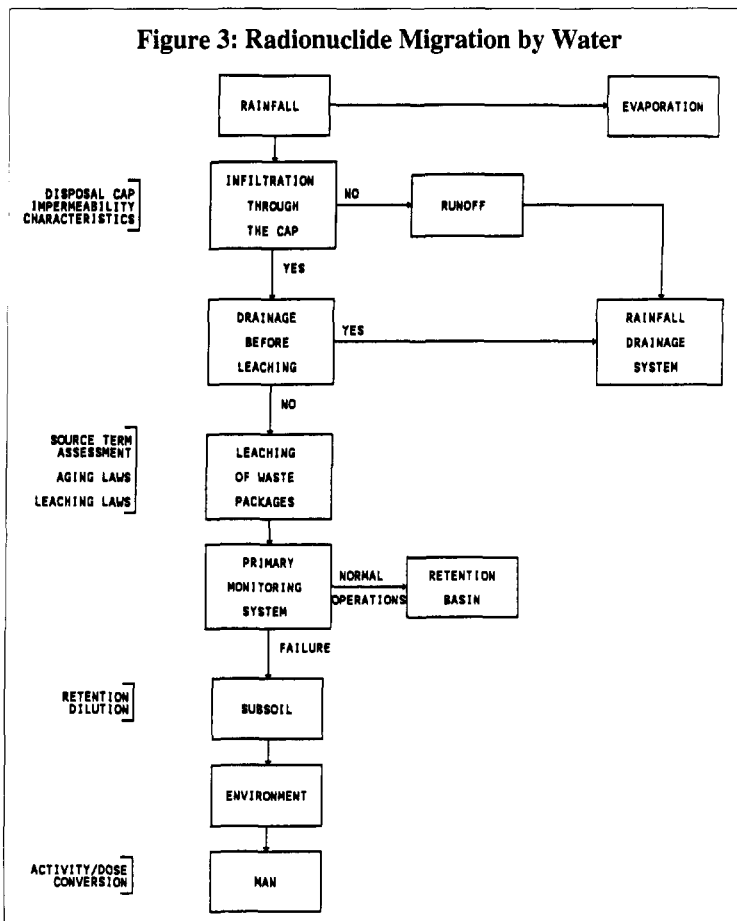 Figure 3: Radionuclide Migration by Water
RAINFALL
EVAPORATION
DISPOSAL CAP
IMPERMEABILITY
CHARACTERISTICS
INFILTRATION
THROUGH
THE CAP
NO
RUNOFF
YES
DRAINAGE
BEFORE
LEACHING
YES
RAINFALL
DRAINAGE
SYSTEM
NO
SOURCE TERM
ASSESSMENT
AGING LAWS
LEACHING LAWS
LEACHING
OF WASTE
PACKAGES
PRIMARY
MONITORING
SYSTEM
NORMAL
OPERATIONS
RETENTION
BASIN
FAILURE
RETENTION
DILUTION
SUBSOIL
ENVIRONMENT
ACTIVITY/DOSE
CONVERSION
MAN